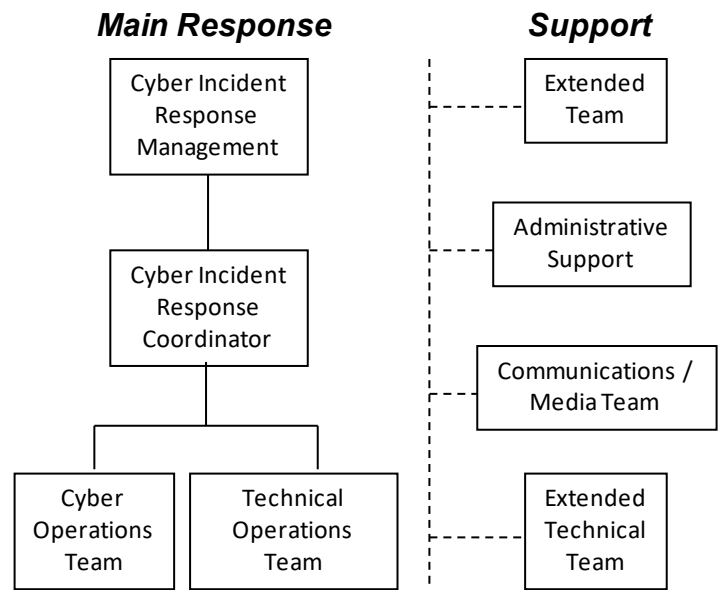 Main Response
Support
Cyber Incident
Response
Management
Extended
Team
Administrative
Support
Cyber Incident
Response
Coordinator
Communications /
Media Team
Cyber
Operations
Team
Technical
Operations
Team
Extended
Technical
Team